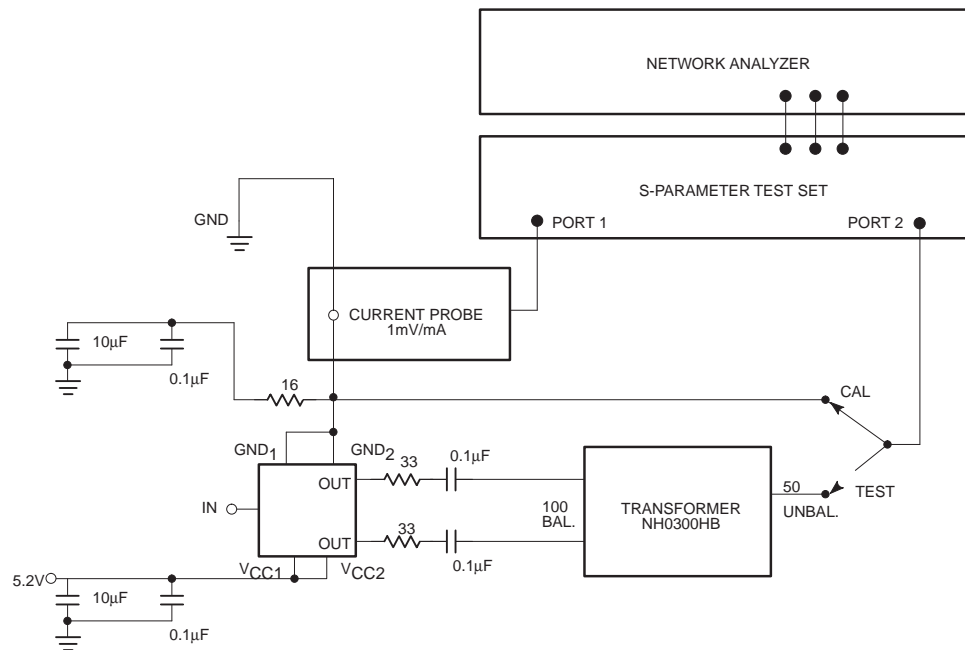 NETWORK ANALYZER
S-PARAMETER TEST SET
GND
PORT 1
PORT 2
CURRENT PROBE
1mV/mA
10μF
0.1μF
16
CAL
GND1
GND2
33
0.1μF
OUT
IN
50
TEST
100
BAL.
TRANSFORMER
NH0300HB
UNBAL.
33
OUT
0.1μF
5.2V
VCC1
VCC2
10μF
0.1μF